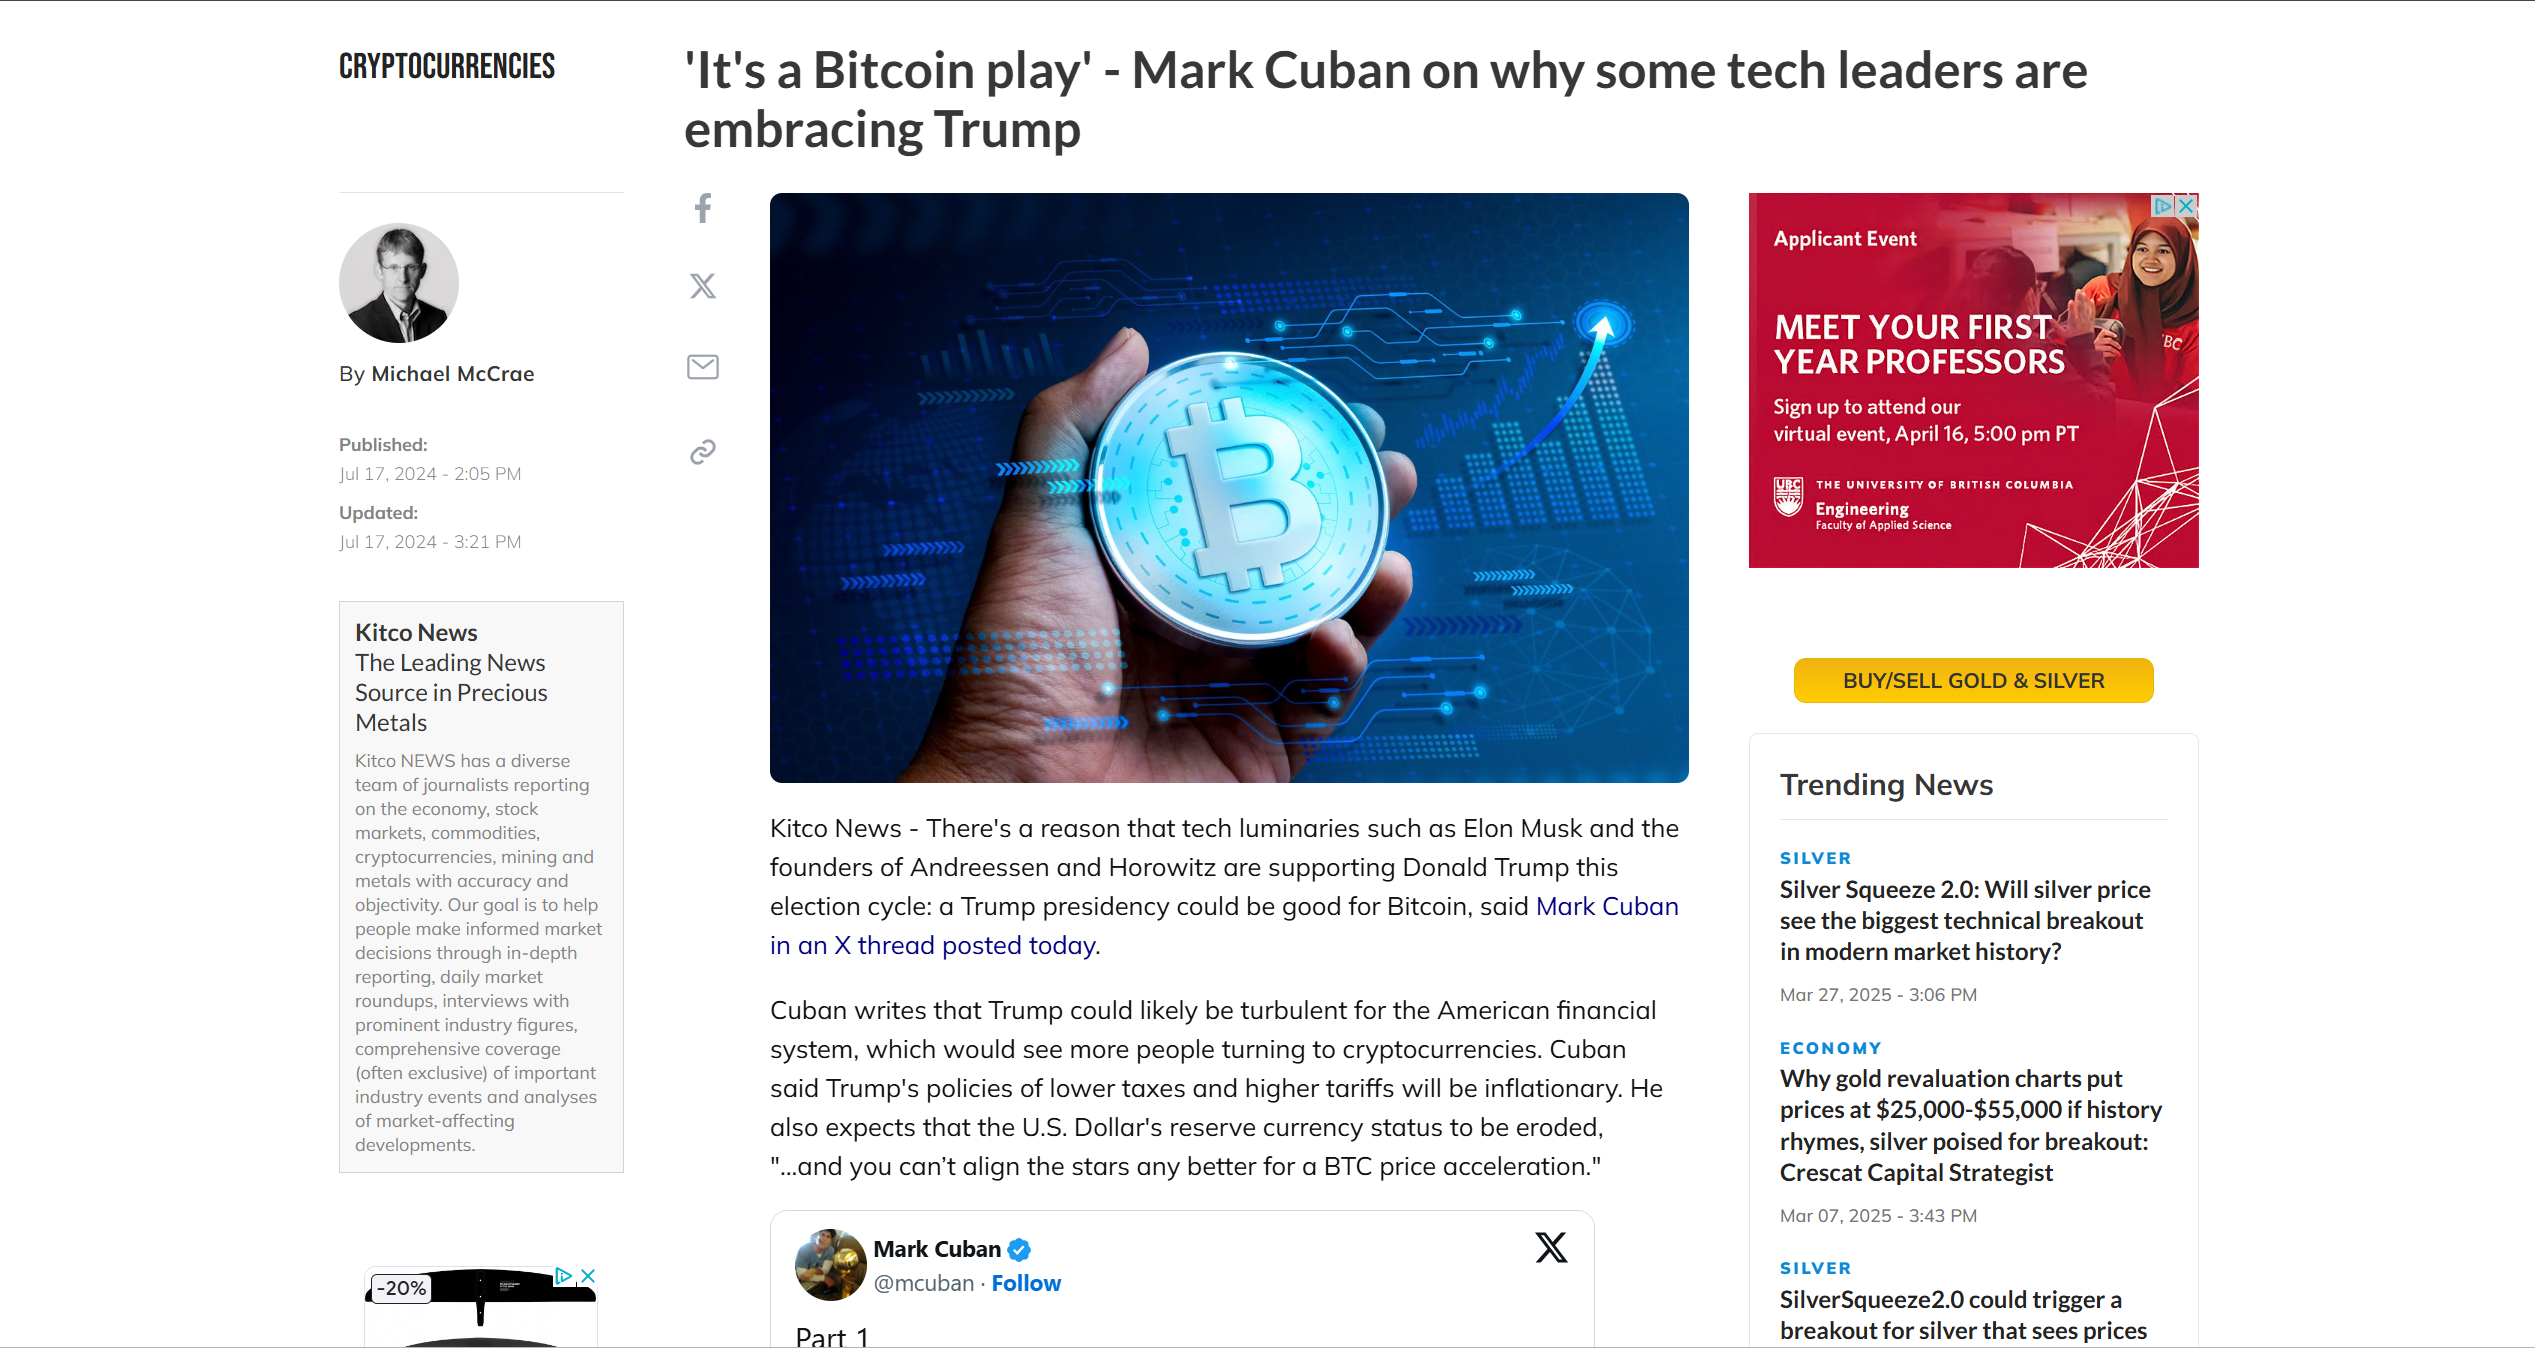 CRYPTOCURRENCIES
'It's a Bitcoin play' - Mark Cuban on why some tech leaders are
embracing Trump
By Michael McCrae
Published:
Jul 17, 2024 - 2:05 PM
Updated:
Jul 17, 2024 - 3:21 PM
Kitco News
The Leading News
Source in Precious
Metals
Kitco NEWS has a diverse
team of journalists reporting
on the economy, stock
markets, commodities,
cryptocurrencies, mining and
metals with accuracy and
objectivity. Our goal is to help
people make informed market
decisions through in-depth
reporting, daily market
roundups, interviews with
prominent industry figures,
comprehensive coverage
(often exclusive) of important
industry events and analyses
of market-affecting
developments.
-20%
Kitco News - There's a reason that tech luminaries such as Elon Musk and the
founders of Andreessen and Horowitz are supporting Donald Trump this
election cycle: a Trump presidency could be good for Bitcoin, said Mark Cuban
in an X thread posted today.
Cuban writes that Trump could likely be turbulent for the American financial
system, which would see more people turning to cryptocurrencies. Cuban
said Trump's policies of lower taxes and higher tariffs will be inflationary. He
also expects that the U.S. Dollar's reserve currency status to be eroded,
"...and you can’t align the stars any better for a BTC price acceleration."
Mark Cuban
@mcuban · Follow
Part 1
Applicant Event
MEET YOUR FIRST
YEAR PROFESSORS
Sign up to attend our
virtual event, April 16, 5:00 pm PT
UBC
THE UNIVERSITY OF BRITISH COLUMBIA
Engineering
Faculty of Applied Science
BUY/SELL GOLD & SILVER
Trending News
SILVER
Silver Squeeze 2.0: Will silver price
see the biggest technical breakout
in modern market history?
Mar 27, 2025 - 3:06 PM
ECONOMY
Why gold revaluation charts put
prices at $25,000-$55,000 if history
rhymes, silver poised for breakout:
Crescat Capital Strategist
Mar 07, 2025 - 3:43 PM
SILVER
SilverSqueeze2.0 could trigger a
breakout for silver that sees prices